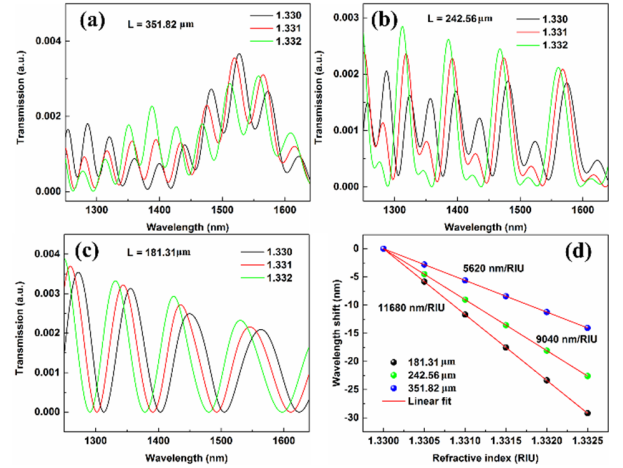 (a)
L = 351.82 μm
1.330
1.331
1.332
Transmission (a.u.)
0.004
0.002
0.000
1300
1400
1500
1600
Wavelength (nm)
(b)
L = 242.56 μm
1.330
1.331
1.332
Transmission (a.u.)
0.003
0.002
0.001
0.000
1300
1400
1500
1600
Wavelength (nm)
(c)
L = 181.31 μm
1.330
1.331
1.332
Transmission (a.u.)
0.004
0.003
0.002
0.001
0.000
1300
1400
1500
1600
Wavelength (nm)
(d)
5620 nm/RIU
11680 nm/RIU
9040 nm/RIU
181.31 μm
242.56 μm
351.82 μm
Linear fit
Wavelength shift (nm)
0
-5
-10
-15
-20
-25
-30
1.3300
1.3305
1.3310
1.3315
1.3320
1.3325
Refractive index (RIU)